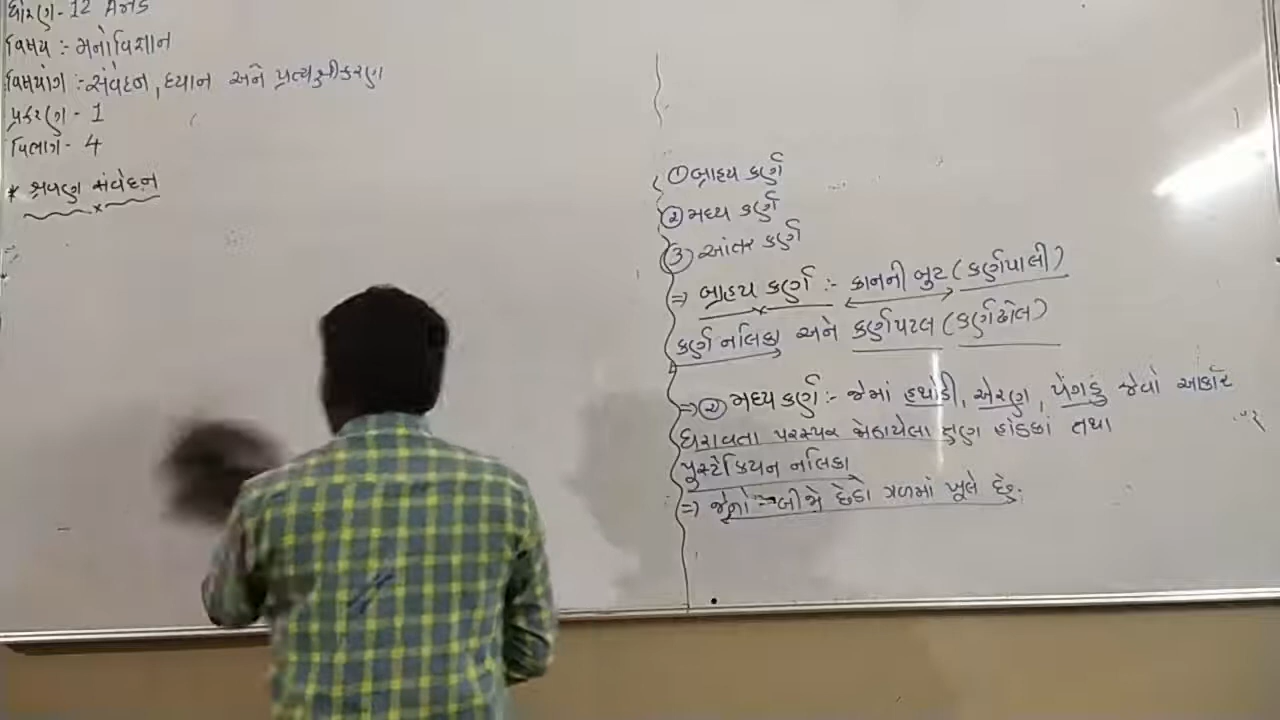 ધોરણ- 12 Arts
વિષય :- મનોવિજ્ઞાન
વિષયાંગ :- સંવેદન, ધ્યાન અને પ્રત્યક્ષીકરણ
પ્રકરણ - 1
વિભાગ- 4
* શ્રવણ સંવેદન
① બ્રાહ્ય કર્ણ
② મધ્ય કર્ણ
③ આંતર કર્ણ
⇒ બ્રાહ્ય કર્ણ :- કાનની બુટ (કર્ણપાલી)
કર્ણ નલિકા અને કર્ણપટલ (કર્ણઢોલ)
⇒ ② મધ્ય કર્ણ :- જેમાં હથોડી, એરણ, પેંગડું જેવો આકાર
ધરાવતા પરસ્પર જોડાયેલા ત્રણ હાડકાં તથા
યુસ્ટેકિયન નલિકા
⇒ જેનો બીજો છેડો ગળમાં ખૂલે છે.